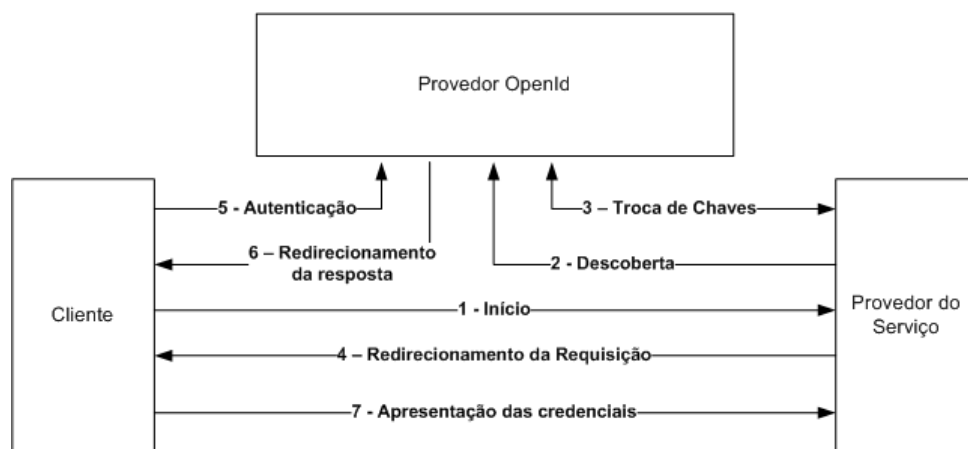 Provedor OpenId
5 - Autenticação
3 – Troca de Chaves
6 – Redirecionamento
da resposta
2 - Descoberta
Cliente
1 - Início
Provedor do
Serviço
4 – Redirecionamento da Requisição
7 - Apresentação das credenciais